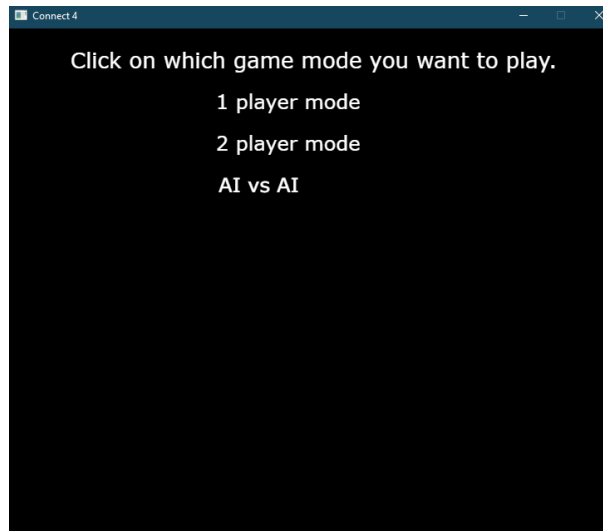 Connect 4
Click on which game mode you want to play.
1 player mode
2 player mode
AI vs AI